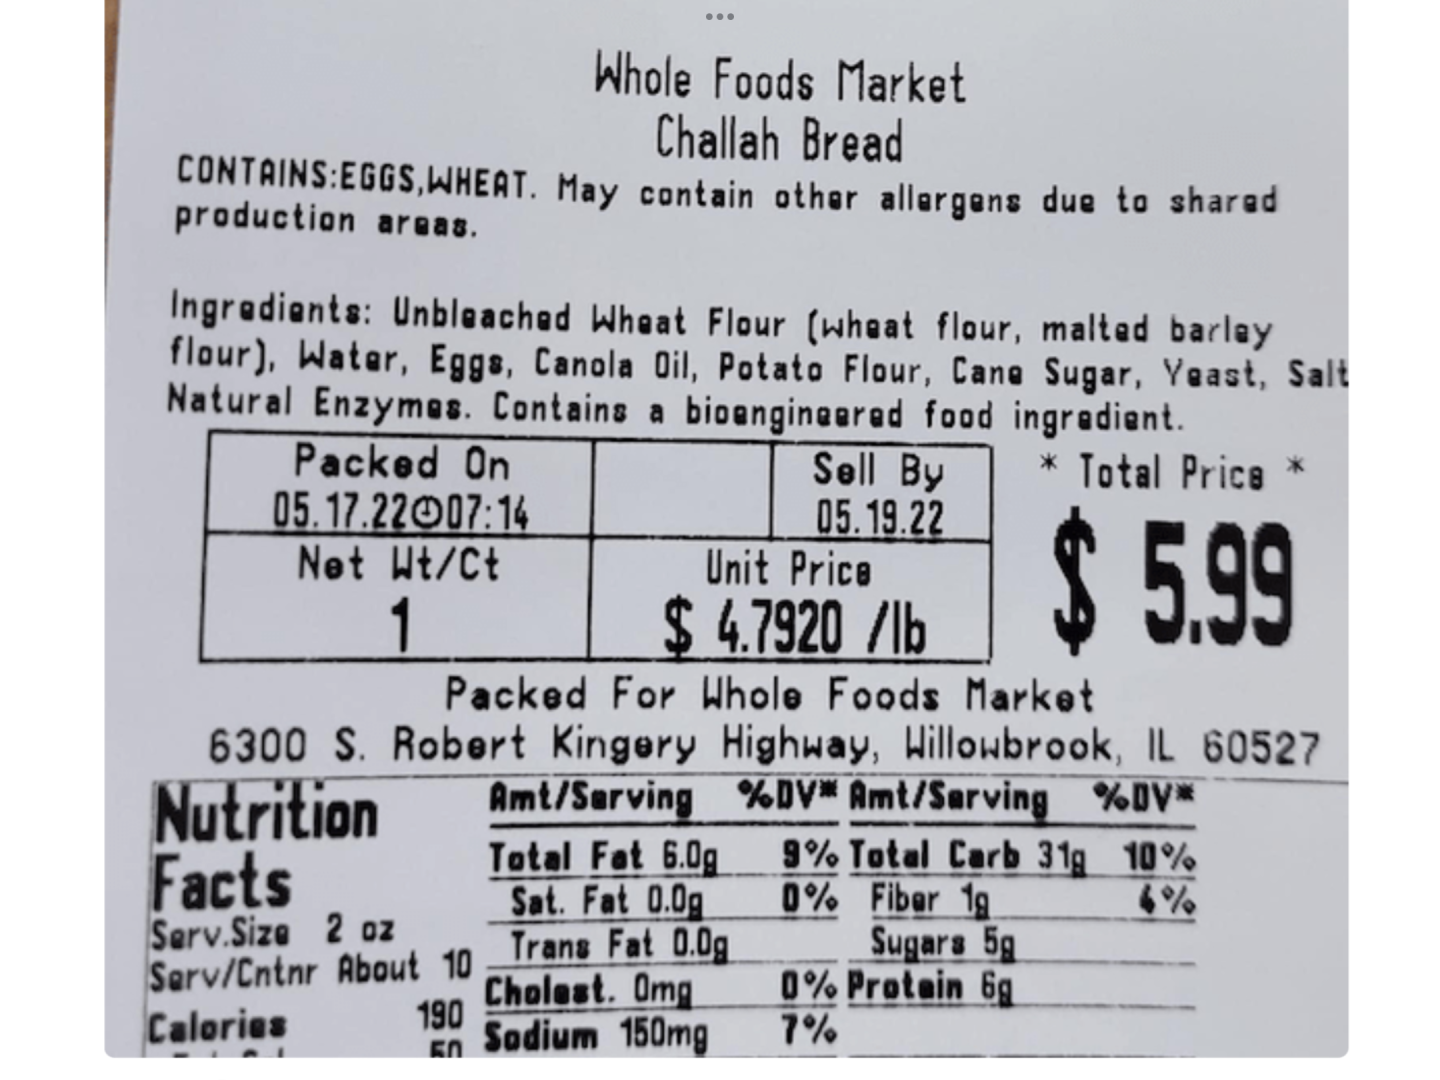 Whole Foods Market
Challah Bread
CONTAINS:EGGS,WHEAT. May contain other allergens due to shared
production areas.
Ingredients: Unbleached Wheat Flour (wheat flour, malted barley
flour), Water, Eggs, Canola Oil, Potato Flour, Cane Sugar, Yeast, Salt
Natural Enzymes. Contains a bioengineered food ingredient.
Packed On Sell By * Total Price *
05.17.22 07:14 05.19.22 $ 5.99
Net Wt/Ct Unit Price
1 $ 4.7920 /lb
Packed For Whole Foods Market
6300 S. Robert Kingery Highway, Willowbrook, IL 60527
Nutrition
Facts
Serv.Size 2 oz
Serv/Cntnr About 10
Calories 190
Amt/Serving %DV*
Total Fat 6.0g 9%
Sat. Fat 0.0g 0%
Trans Fat 0.0g
Cholest. 0mg 0%
Sodium 150mg 7%
Amt/Serving %DV*
Total Carb 31g 10%
Fiber 1g 4%
Sugars 5g
Protein 6g